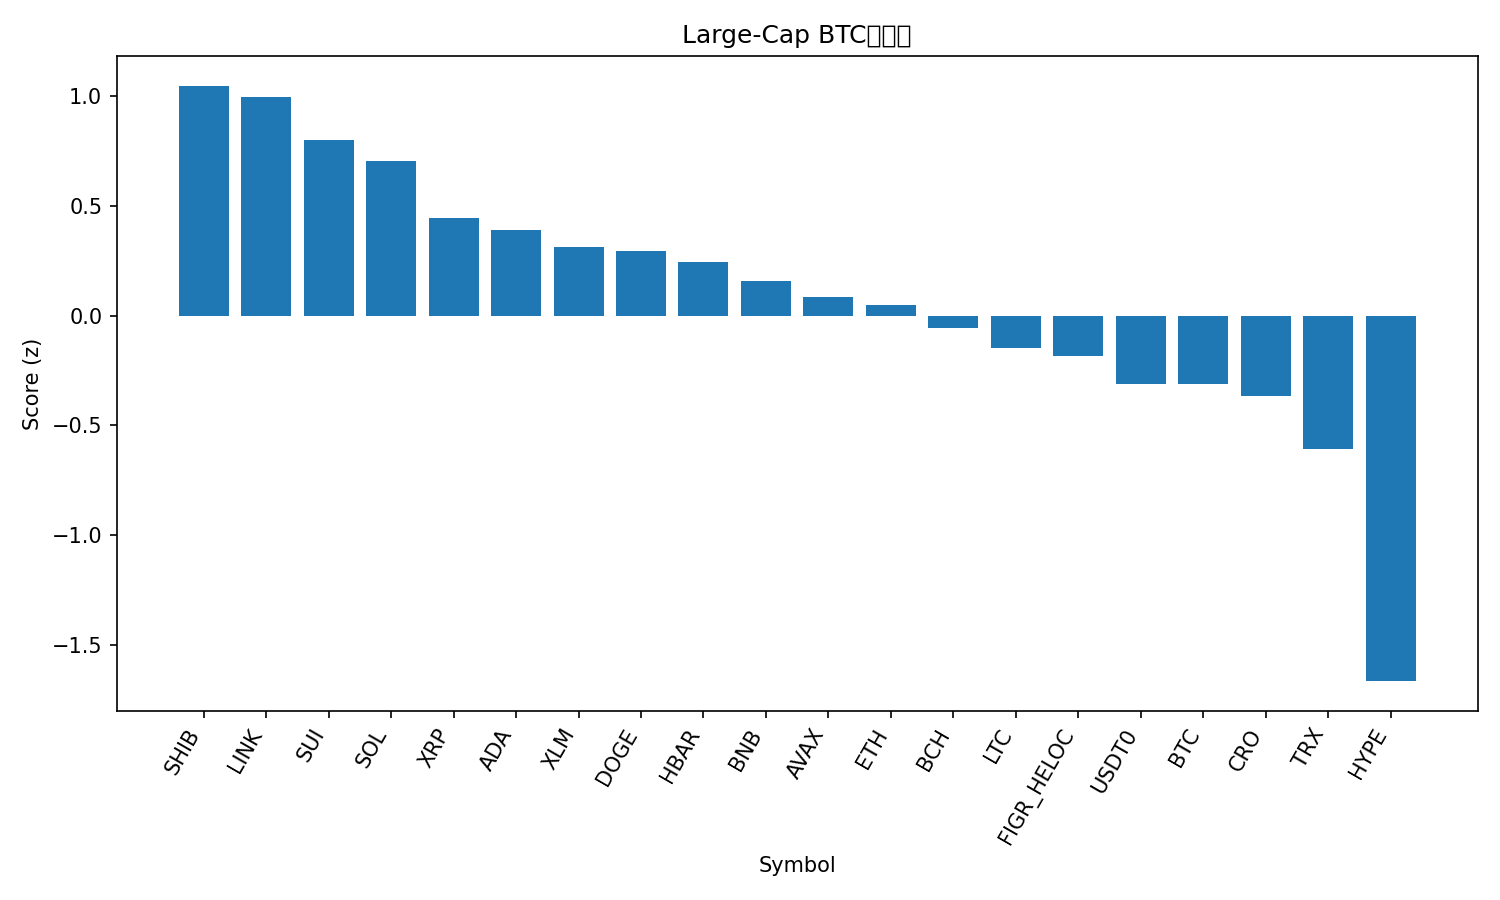 Large-Cap BTC
Score (z)
1.0
0.5
0.0
−0.5
−1.0
−1.5
SHIB
LINK
SUI
SOL
XRP
ADA
XLM
DOGE
HBAR
BNB
AVAX
ETH
BCH
LTC
FIGR_HELOC
USDT0
BTC
CRO
TRX
HYPE
Symbol